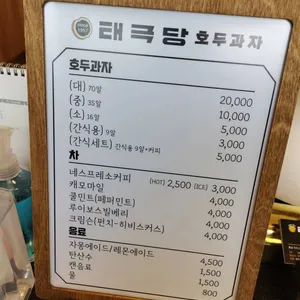 태극당 호두과자
호두과자
(대) 70알 20,000
(중) 35알 10,000
(소) 16알 5,000
(간식용) 9알 3,000
(간식세트) 간식용 9알+커피 5,000
차
네스프레소커피 (HOT) 2,500 (ICE) 3,000
캐모마일 4,000
쿨민트(페퍼민트) 4,000
루이보스빌베리 4,000
크림슨(펀치-히비스커스) 4,000
음료
자몽에이드/레몬에이드 4,500
탄산수 1,500
캔음료 1,500
물 800